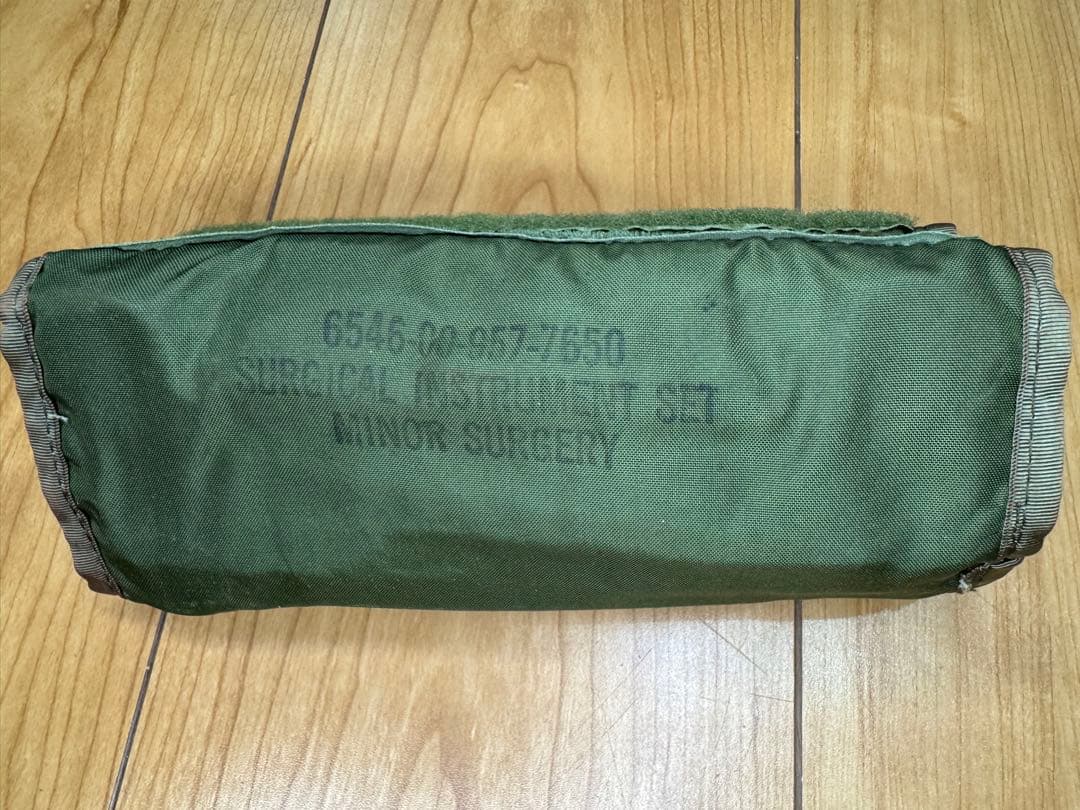 6546-00-957-7650
SURGICAL INSTRUMENT SET
MINOR SURGERY